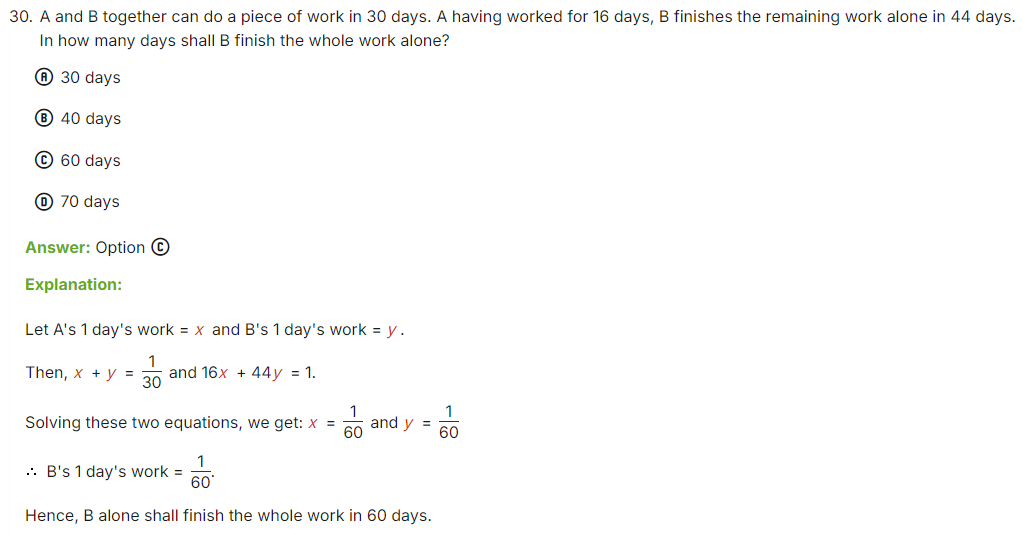 30. A and B together can do a piece of work in 30 days. A having worked for 16 days, B finishes the remaining work alone in 44 days.
In how many days shall B finish the whole work alone?
Ⓐ 30 days
Ⓑ 40 days
Ⓒ 60 days
Ⓓ 70 days
Answer: Option Ⓒ
Explanation:
Let A's 1 day's work = x and B's 1 day's work = y.
Then, x + y = 1/30 and 16x + 44y = 1.
Solving these two equations, we get: x = 1/60 and y = 1/60
∴ B's 1 day's work = 1/60.
Hence, B alone shall finish the whole work in 60 days.